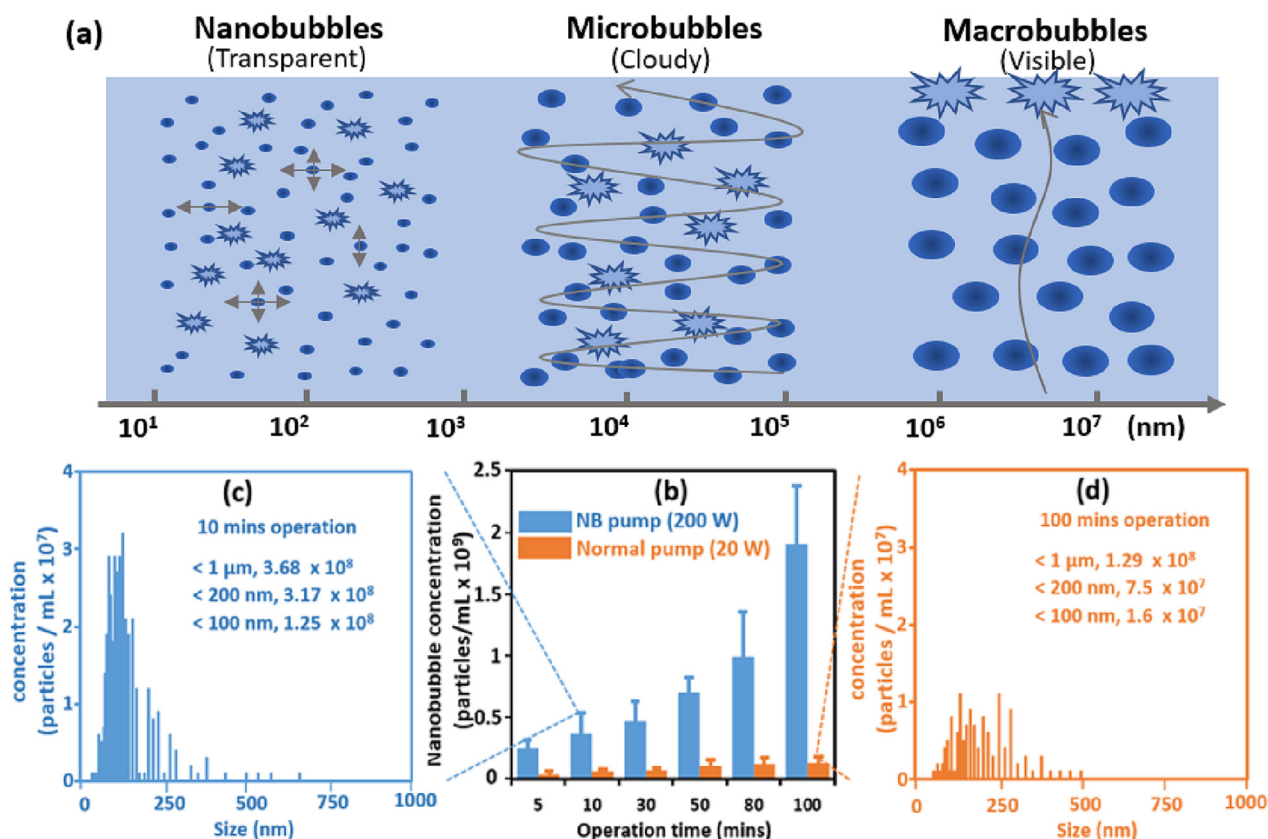 (a)
Nanobubbles
(Transparent)
Microbubbles
(Cloudy)
Macrobubbles
(Visible)
10¹ 10² 10³ 10⁴ 10⁵ 10⁶ 10⁷ (nm)
(c)
concentration
(particles / mL x 10⁷)
4
3
2
1
0
10 mins operation
< 1 μm, 3.68 x 10⁸
< 200 nm, 3.17 x 10⁸
< 100 nm, 1.25 x 10⁸
0 250 500 750 1000
Size (nm)
(b)
Nanobubble concentration
(particles/mL x 10⁹)
2.5
2
1.5
1
0.5
0
NB pump (200 W)
Normal pump (20 W)
5 10 30 50 80 100
Operation time (mins)
(d)
concentration
(particles / mL x 10⁷)
4
3
2
1
0
100 mins operation
< 1 μm, 1.29 x 10⁸
< 200 nm, 7.5 x 10⁷
< 100 nm, 1.6 x 10⁷
0 250 500 750 1000
Size (nm)